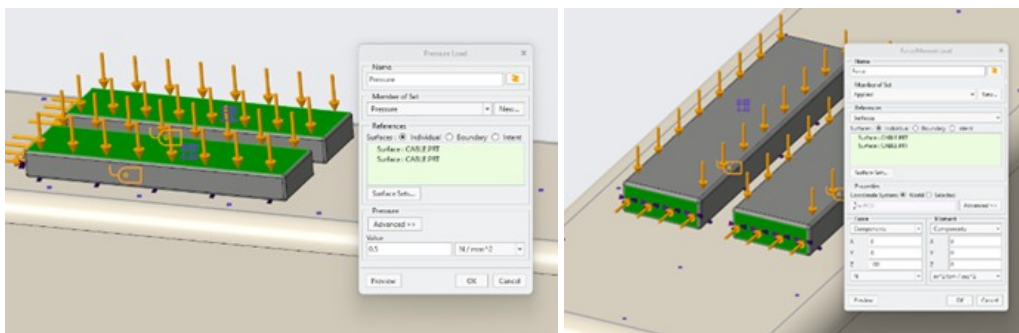 Pressure Load
Name
Pressure
Member of Set
Pressure New...
References
Surfaces : Individual Boundary Intent
Surface : CABLE.PRT
Surface : CABLE.PRT
Surface Sets...
Pressure
Advanced >>
Value
0.5 N / mm^2
Preview OK Cancel
Force/Moment Load
Name
Force
Member of Set
Applied New...
References
Surfaces
Surfaces : Individual Boundary Intent
Surface : CABLE.PRT
Surface : CABLE.PRT
Surface Sets...
Properties
Coordinate System: World Selected
Advanced >>
Force Moment
Components Components
X 0 X 0
Y 0 Y 0
Z Z 0
N
Preview OK Cancel